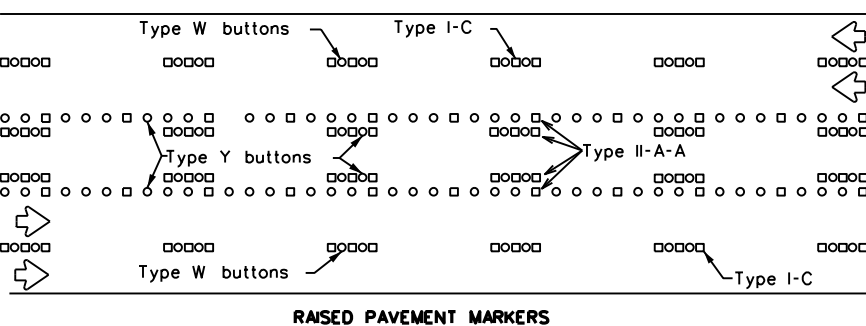 Type W buttons
Type I-C
Type Y buttons
Type II-A-A
Type W buttons
Type I-C
RAISED PAVEMENT MARKERS